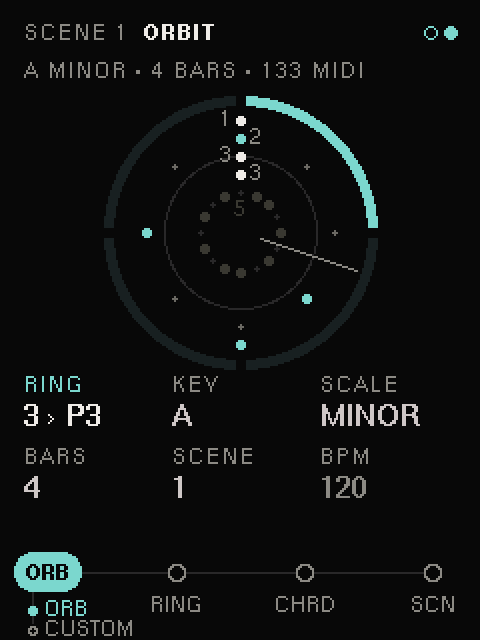 SCENE 1 ORBIT
A MINOR · 4 BARS · 133 MIDI
1
2
3
3
5
RING KEY SCALE
3 › P3 A MINOR
BARS SCENE BPM
4 1 120
ORB
ORB RING CHRD SCN
CUSTOM